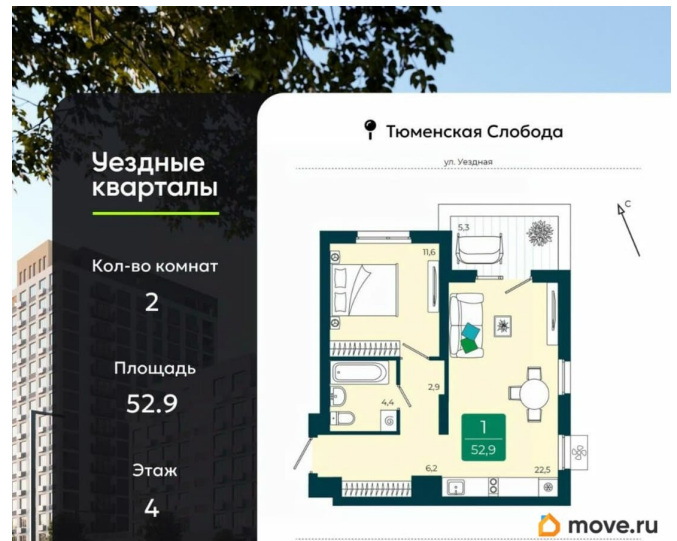 Тюменская Слобода
ул. Уездная
Уездные
кварталы
С
5,3
11,6
Кол-во комнат
2
2,9
Площадь
4,4
52.9
1
52,9
Этаж
6,2
22,5
4
move.ru